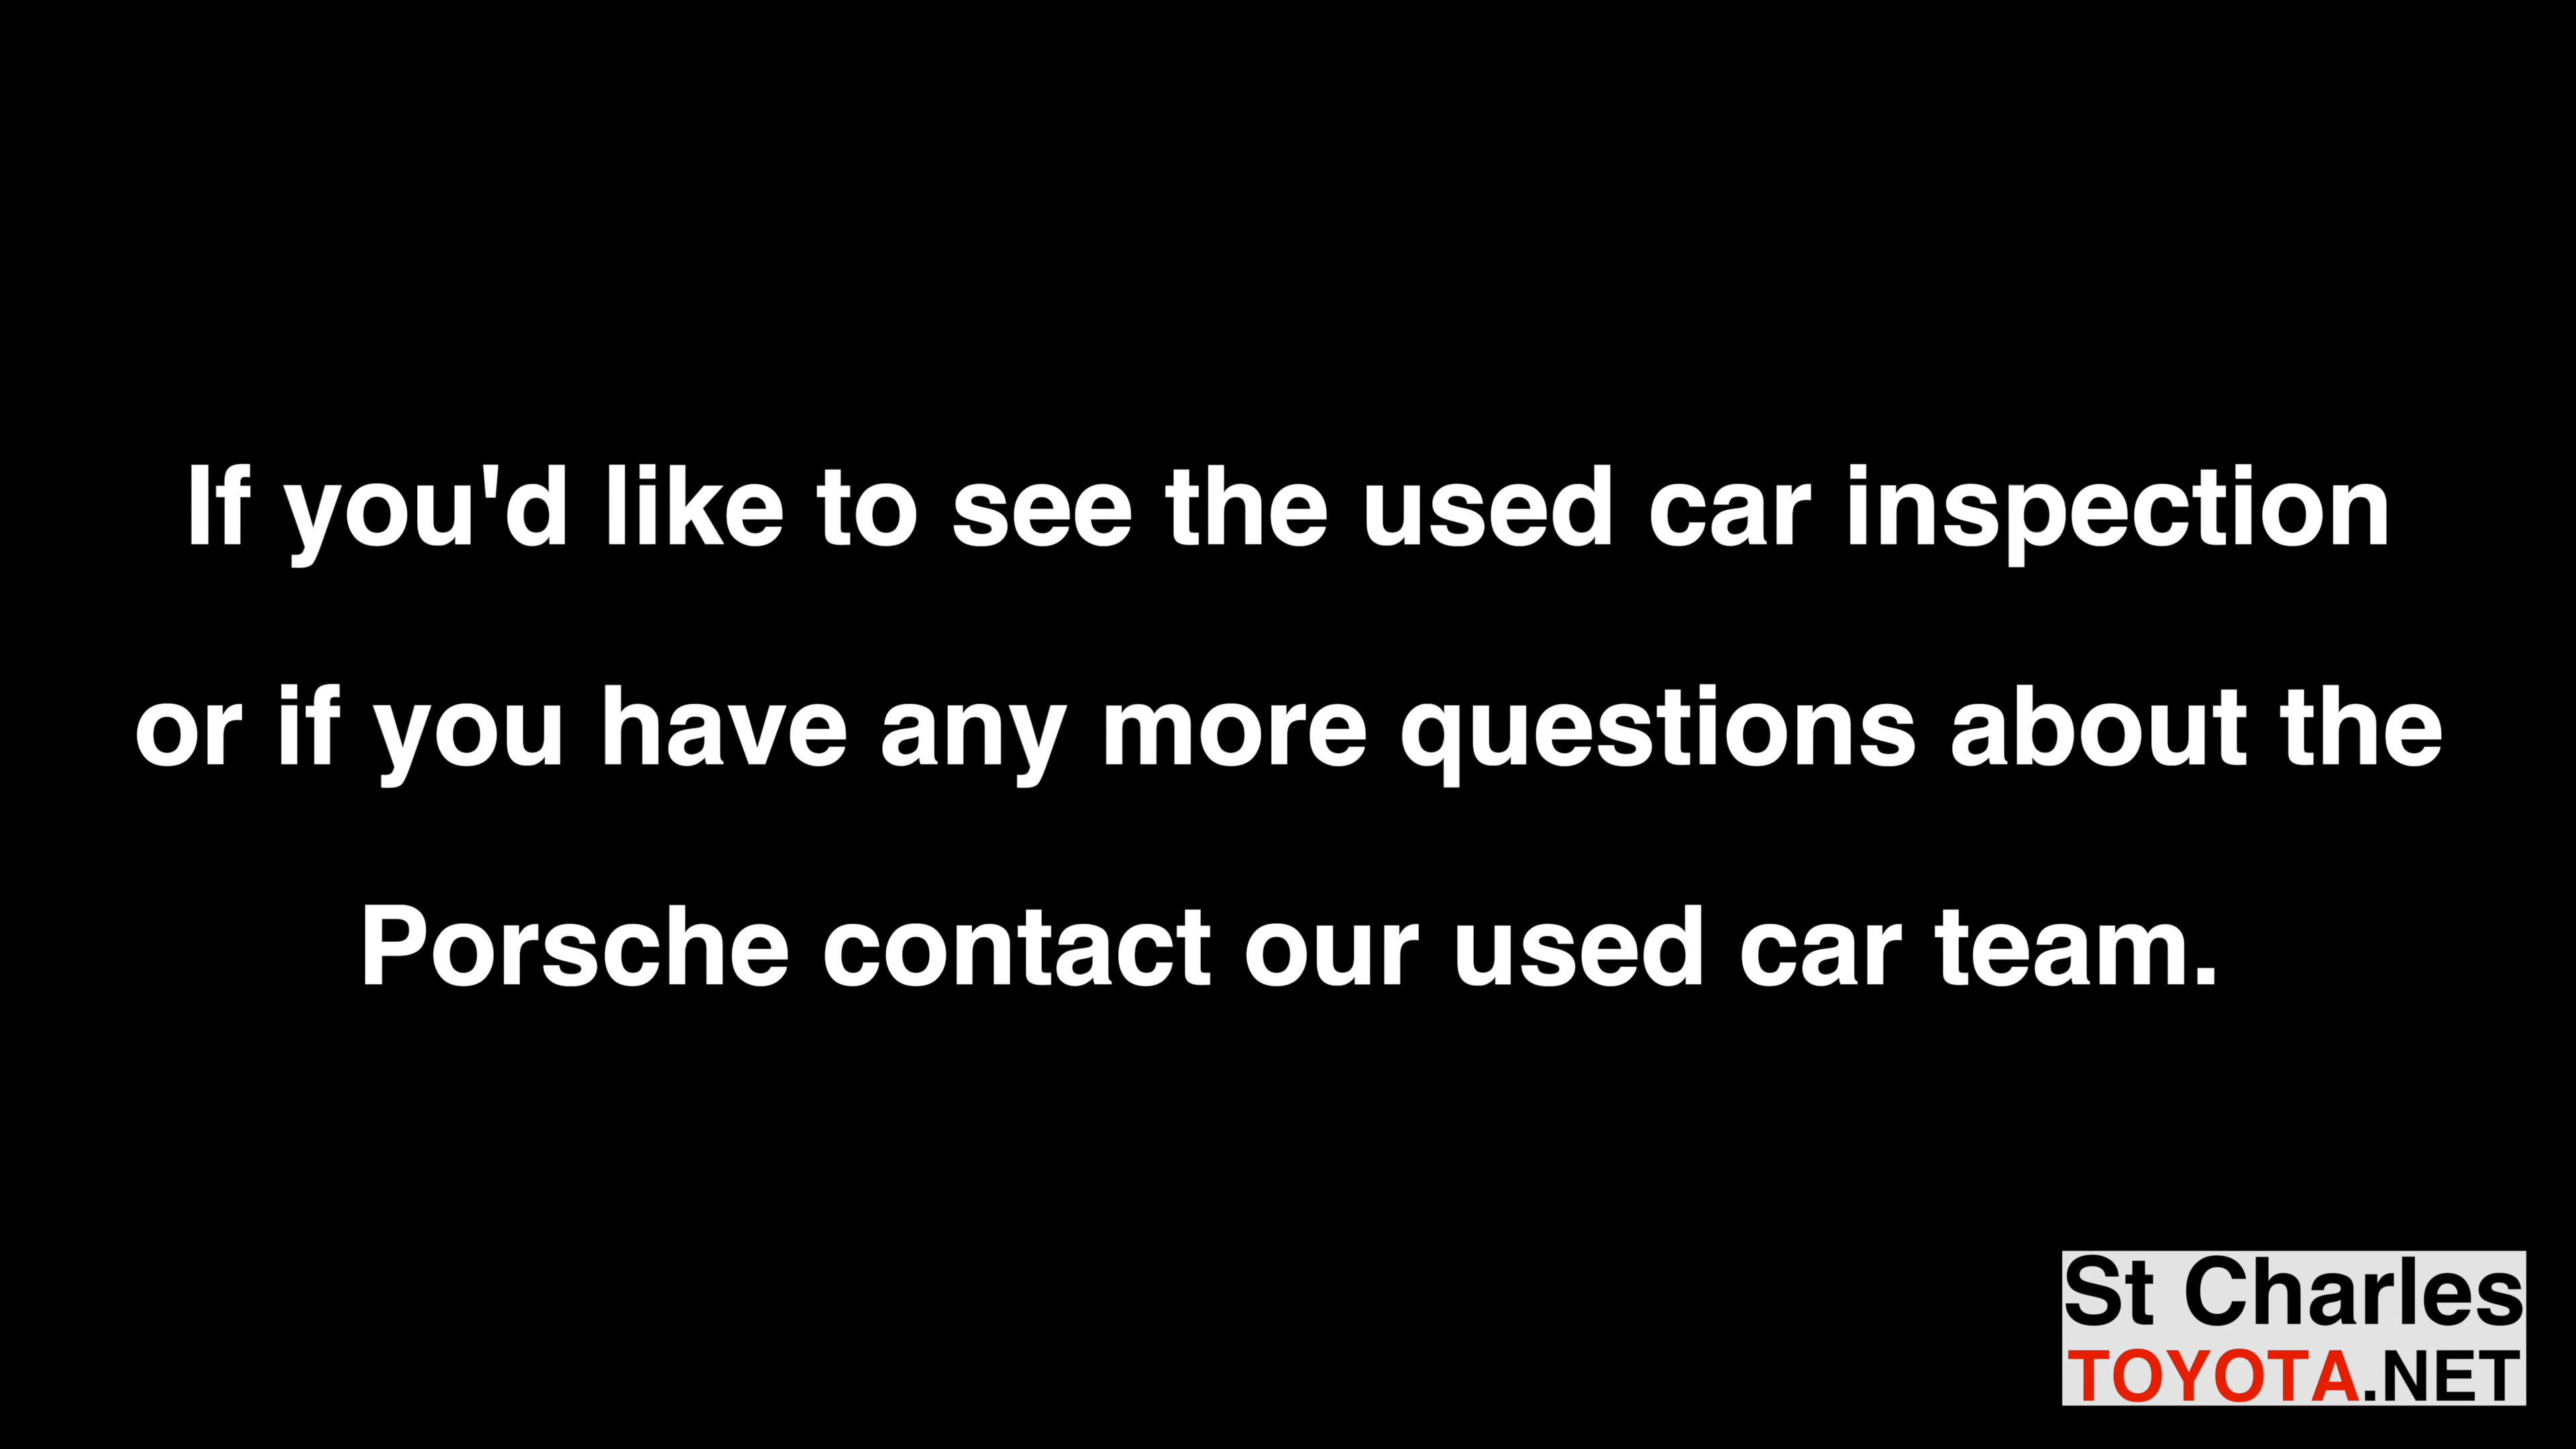 If you'd like to see the used car inspection
or if you have any more questions about the
Porsche contact our used car team.
St Charles
TOYOTA.NET